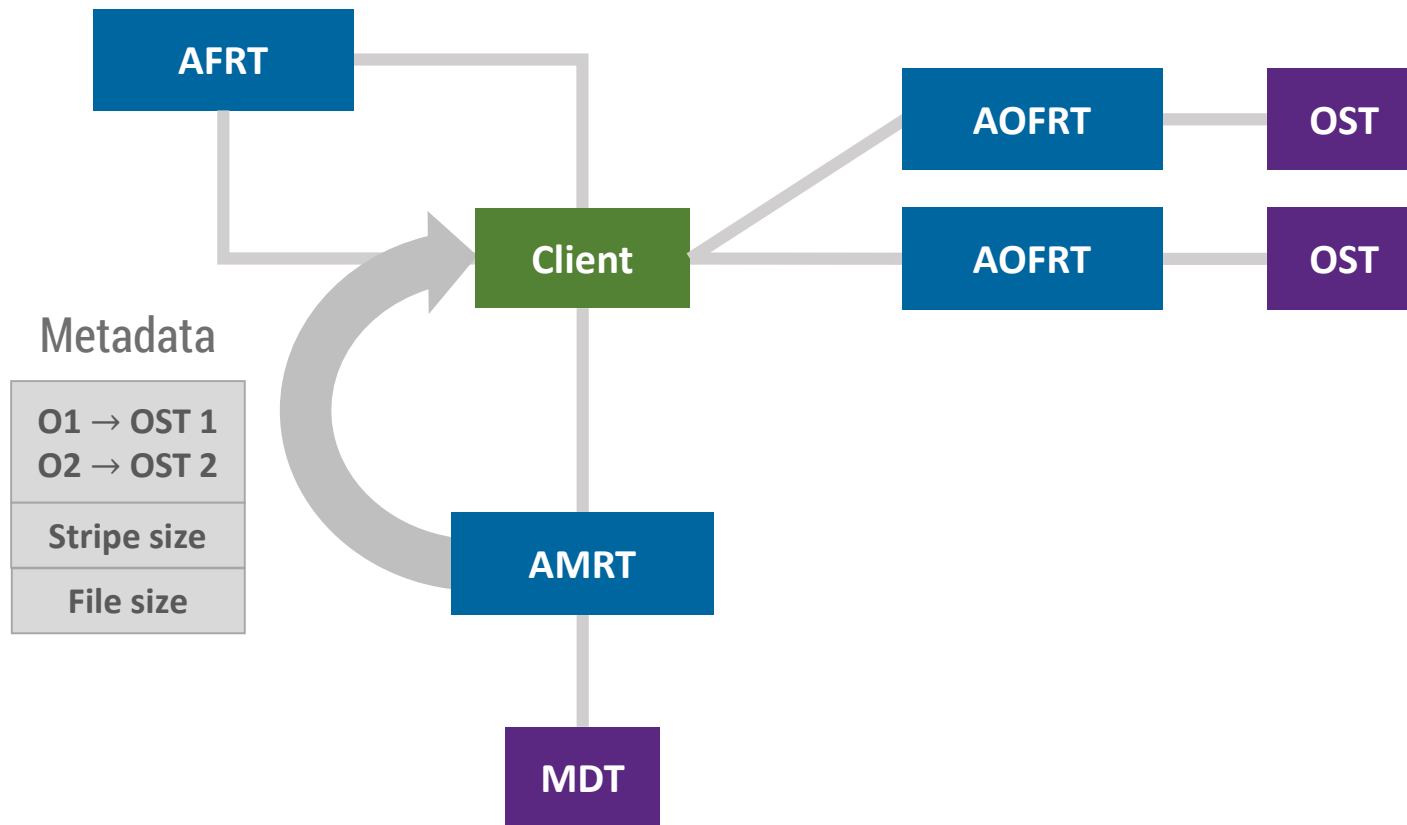 AFRT
AOFRT
OST
Client
AOFRT
OST
Metadata
O1 → OST 1
O2 → OST 2
Stripe size
File size
AMRT
MDT